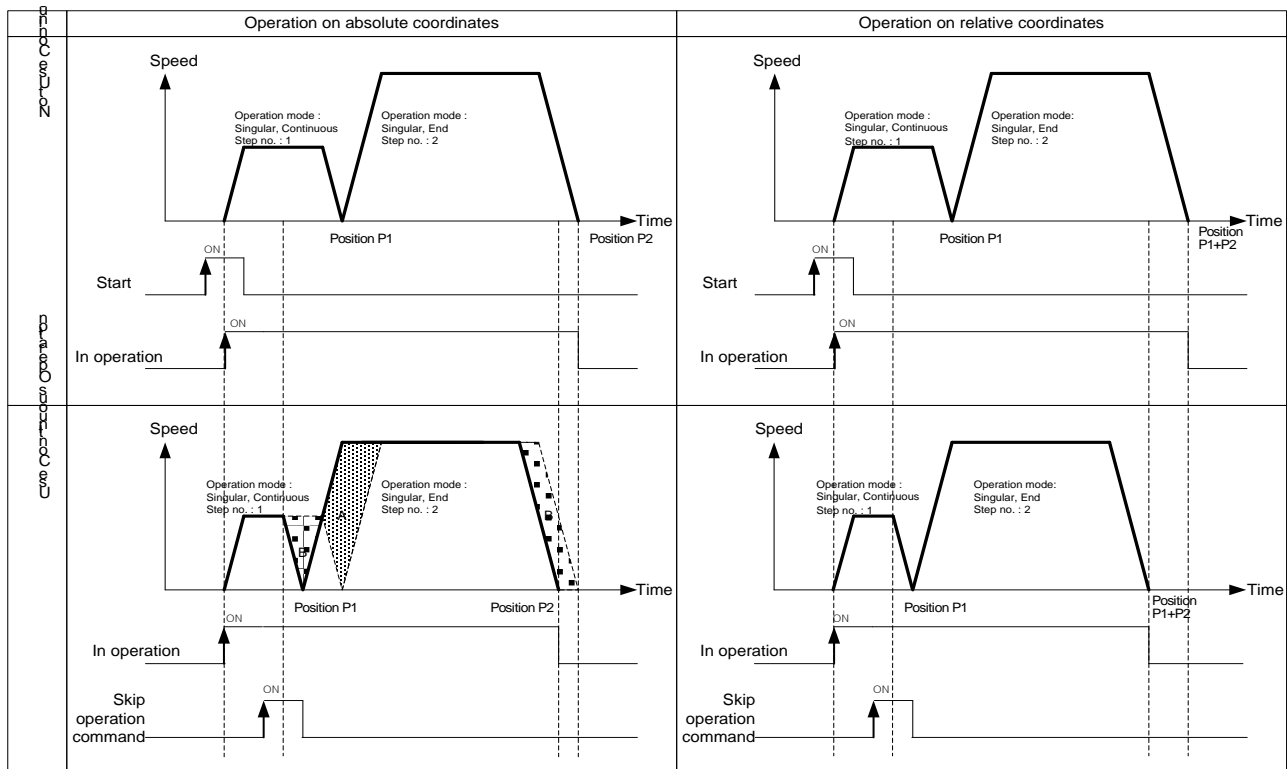 Operation on absolute coordinates
Operation on relative coordinates
Speed
Operation mode :
Singular, Continuous
Step no. : 1
Operation mode :
Singular, End
Step no. : 2
Time
Position P1
Position P2
ON
Start
ON
In operation
Speed
Operation mode :
Singular, Continuous
Step no. : 1
Operation mode:
Singular, End
Step no. : 2
Time
Position P1
Position
P1+P2
ON
Start
ON
In operation
Speed
Operation mode :
Singular, Continuous
Step no. : 1
Operation mode :
Singular, End
Step no. : 2
Time
Position P1
Position P2
ON
In operation
ON
Skip
operation
command
Speed
Operation mode :
Singular, Continuous
Step no. : 1
Operation mode:
Singular, End
Step no. : 2
Time
Position P1
Position
P1+P2
ON
In operation
ON
Skip
operation
command